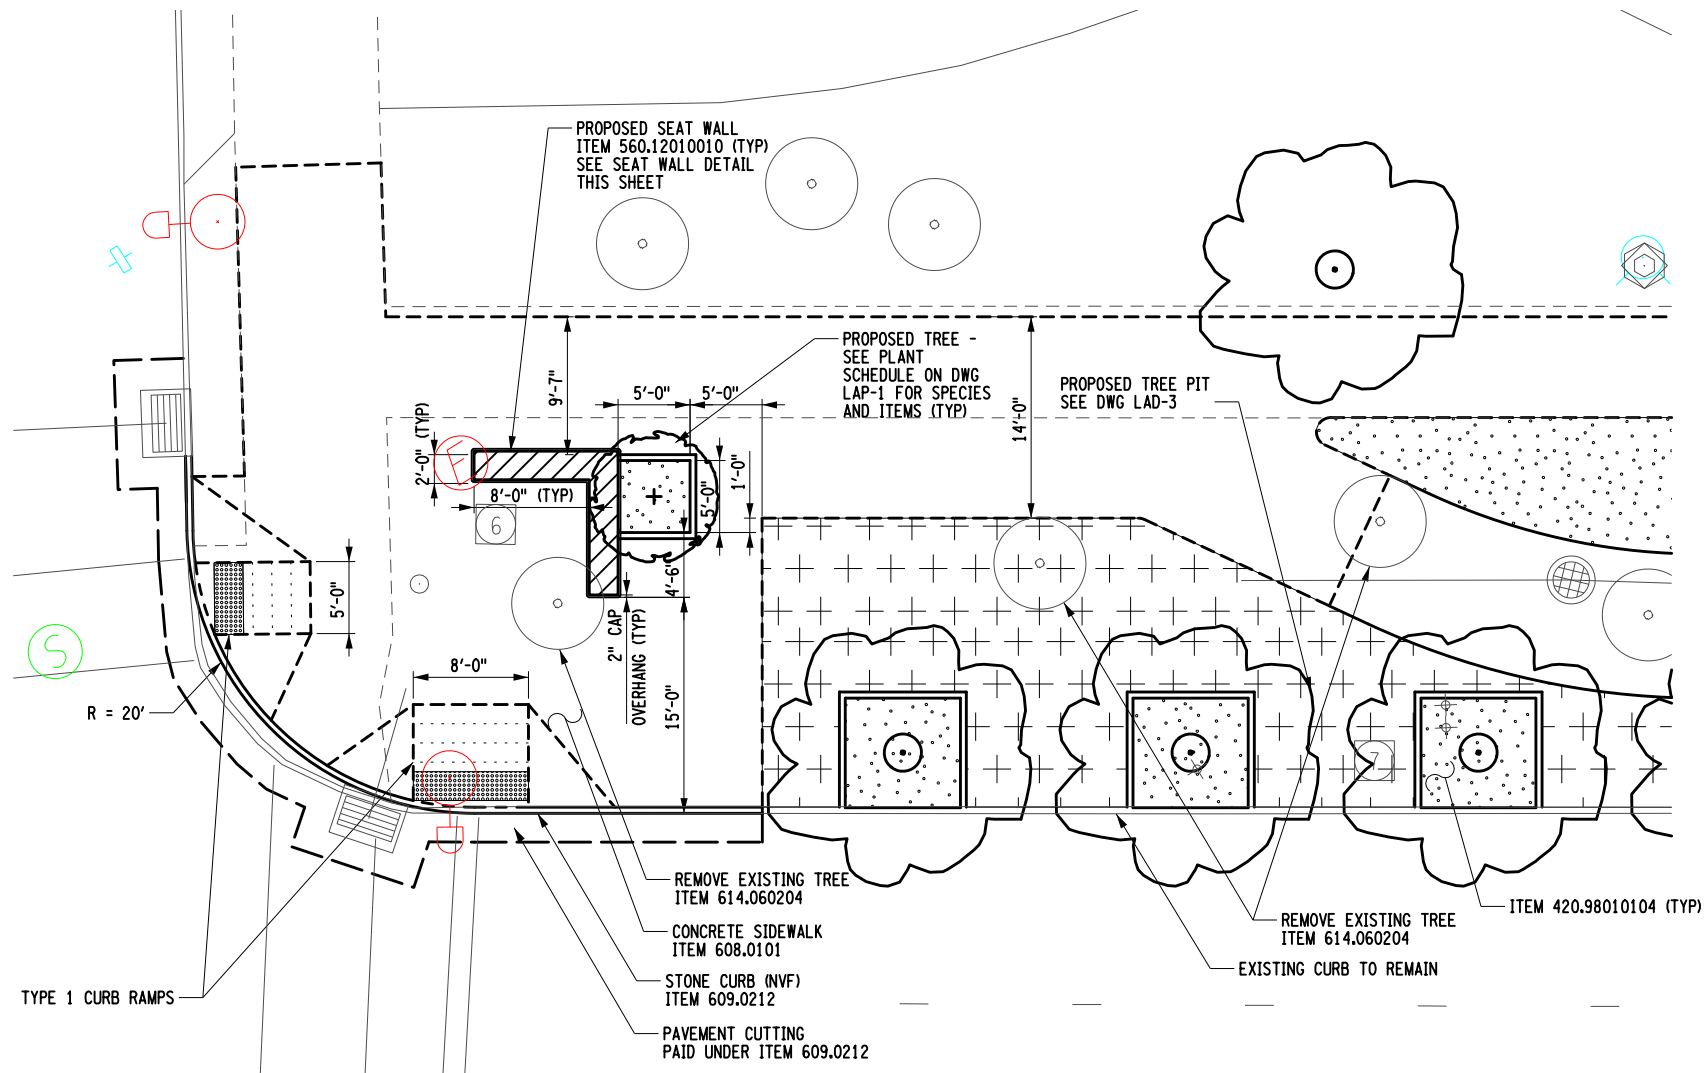 PROPOSED SEAT WALL
ITEM 560.12010010 (TYP)
SEE SEAT WALL DETAIL
THIS SHEET
PROPOSED TREE -
SEE PLANT
SCHEDULE ON DWG
LAP-1 FOR SPECIES
AND ITEMS (TYP)
PROPOSED TREE PIT
SEE DWG LAD-3
9'-7"
5'-0"
5'-0"
14'-0"
2'-0" (TYP)
E
8'-0" (TYP)
6
5'-0"
1'-0"
4'-6"
5'-0"
2" CAP
OVERHANG (TYP)
15'-0"
8'-0"
S
R = 20'
7
REMOVE EXISTING TREE
ITEM 614.060204
CONCRETE SIDEWALK
ITEM 608.0101
STONE CURB (NVF)
ITEM 609.0212
PAVEMENT CUTTING
PAID UNDER ITEM 609.0212
TYPE 1 CURB RAMPS
ITEM 420.98010104 (TYP)
REMOVE EXISTING TREE
ITEM 614.060204
EXISTING CURB TO REMAIN